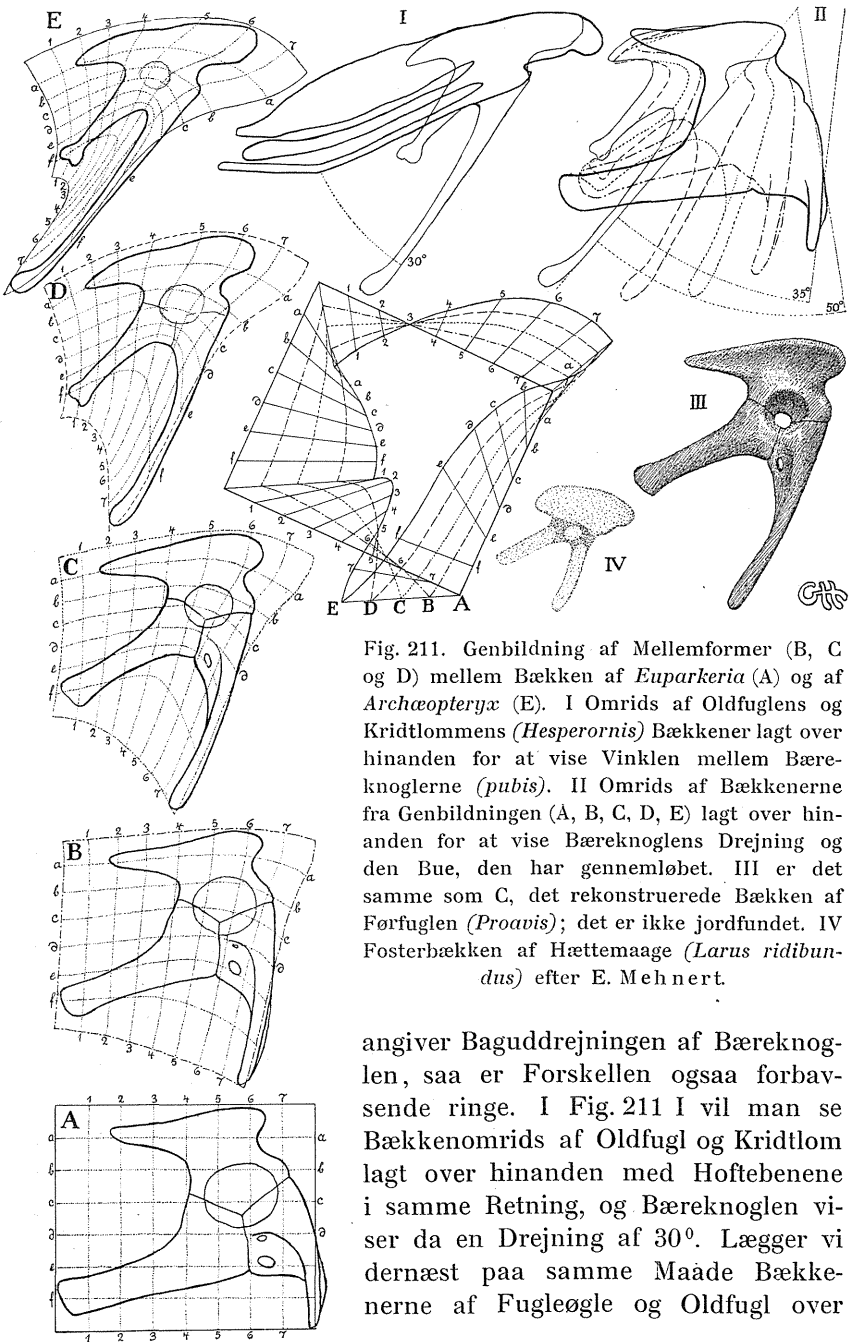 E
I
II
D
III
IV
C
B
A
30°
35°
50°
E D C B A
1 2 3 4 5 6 7
a b c d e f
Fig. 211. Genbildning af Mellemformer (B, C
og D) mellem Bækken af Euparkeria (A) og af
Archæopteryx (E). I Omrids af Oldfuglens og
Kridtlommens (Hesperornis) Bækkener lagt over
hinanden for at vise Vinklen mellem Bære-
knoglerne (pubis). II Omrids af Bækkenerne
fra Genbildningen (A, B, C, D, E) lagt over hin-
anden for at vise Bæreknoglens Drejning og
den Bue, den har gennemløbet. III er det
samme som C, det rekonstruerede Bækken af
Førfuglen (Proavis); det er ikke jordfundet. IV
Fosterbækken af Hættemaage (Larus ridibun-
dus) efter E. Mehnert.
angiver Baguddrejningen af Bæreknog-
len, saa er Forskellen ogsaa forbav-
sende ringe. I Fig. 211 I vil man se
Bækkenomrids af Oldfugl og Kridtlom
lagt over hinanden med Hoftebenene
i samme Retning, og Bæreknoglen vi-
ser da en Drejning af 30°. Lægger vi
dernæst paa samme Maade Bække-
nerne af Fugleøgle og Oldfugl over